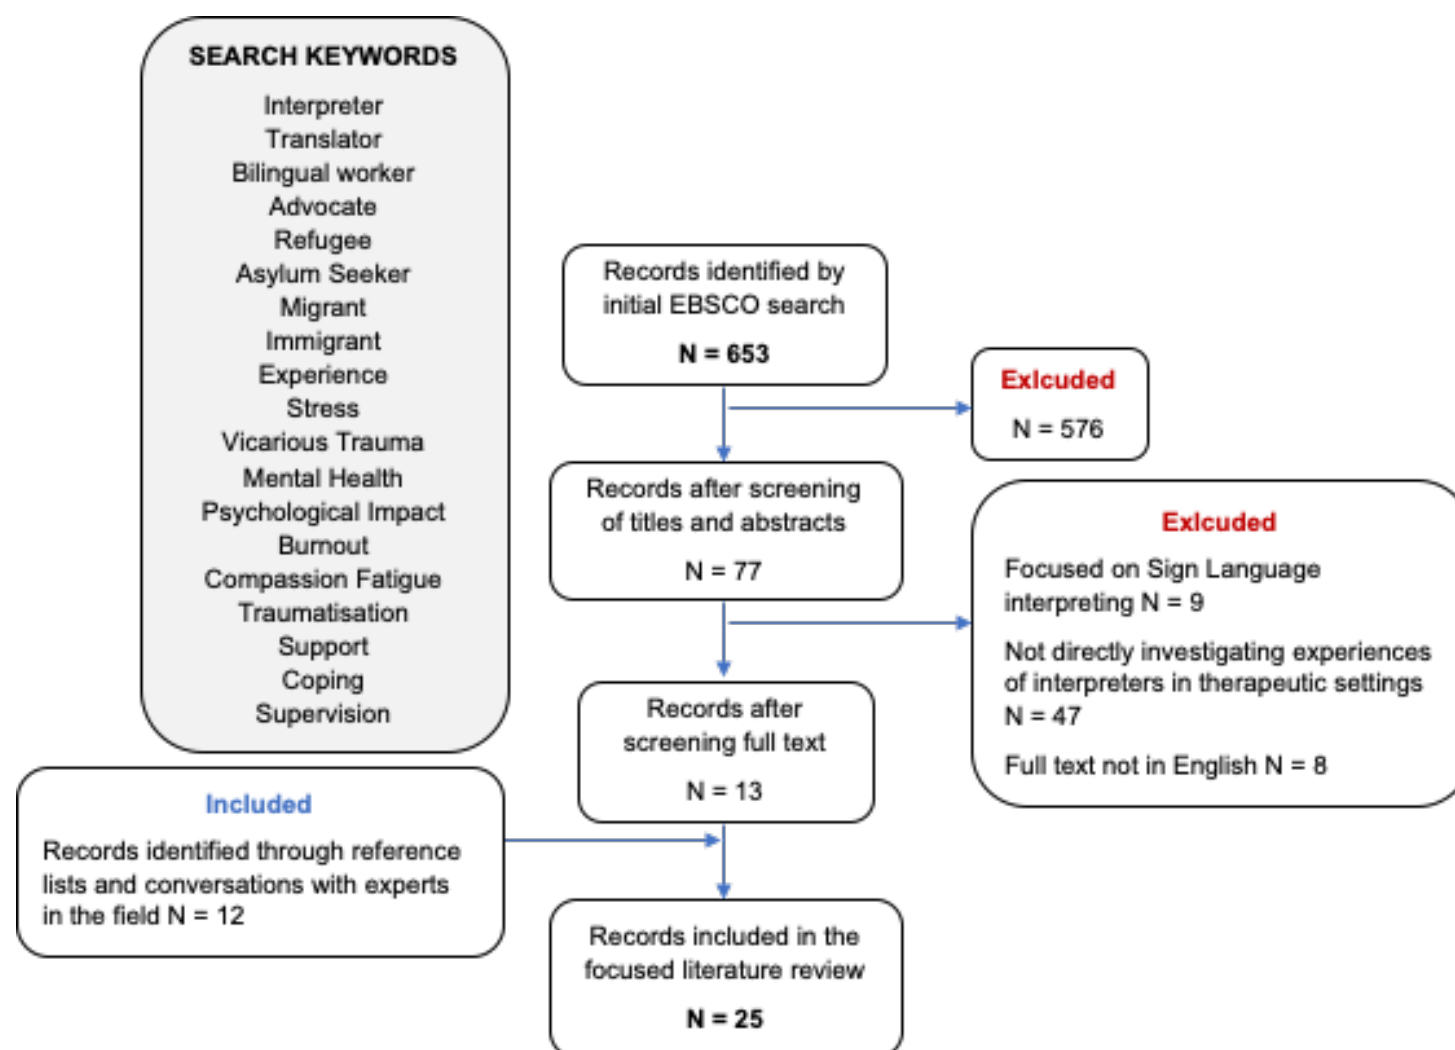 SEARCH KEYWORDS
Interpreter
Translator
Bilingual worker
Advocate
Refugee
Asylum Seeker
Migrant
Immigrant
Experience
Stress
Vicarious Trauma
Mental Health
Psychological Impact
Burnout
Compassion Fatigue
Traumatisation
Support
Coping
Supervision
Records identified by
initial EBSCO search
N = 653
Exlcuded
N = 576
Records after screening
of titles and abstracts
N = 77
Exlcuded
Focused on Sign Language
interpreting N = 9
Not directly investigating experiences
of interpreters in therapeutic settings
N = 47
Full text not in English N = 8
Records after
screening full text
N = 13
Included
Records identified through reference
lists and conversations with experts
in the field N = 12
Records included in the
focused literature review
N = 25